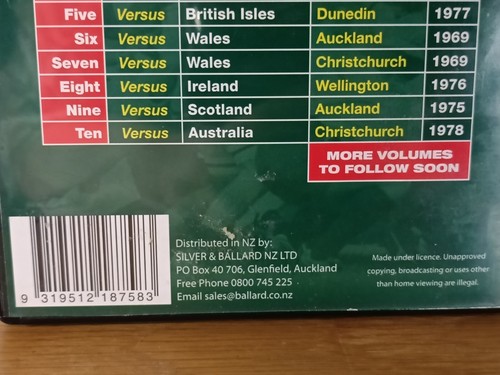 Five Versus British Isles Dunedin 1977
Six Versus Wales Auckland 1969
Seven Versus Wales Christchurch 1969
Eight Versus Ireland Wellington 1976
Nine Versus Scotland Auckland 1975
Ten Versus Australia Christchurch 1978
MORE VOLUMES
TO FOLLOW SOON
Distributed in NZ by:
SILVER & BALLARD NZ LTD
PO Box 40 706, Glenfield, Auckland
Free Phone 0800 745 225
Email sales@ballard.co.nz
Made under licence. Unapproved
copying, broadcasting or uses other
than home viewing are illegal.
9 319512 187583